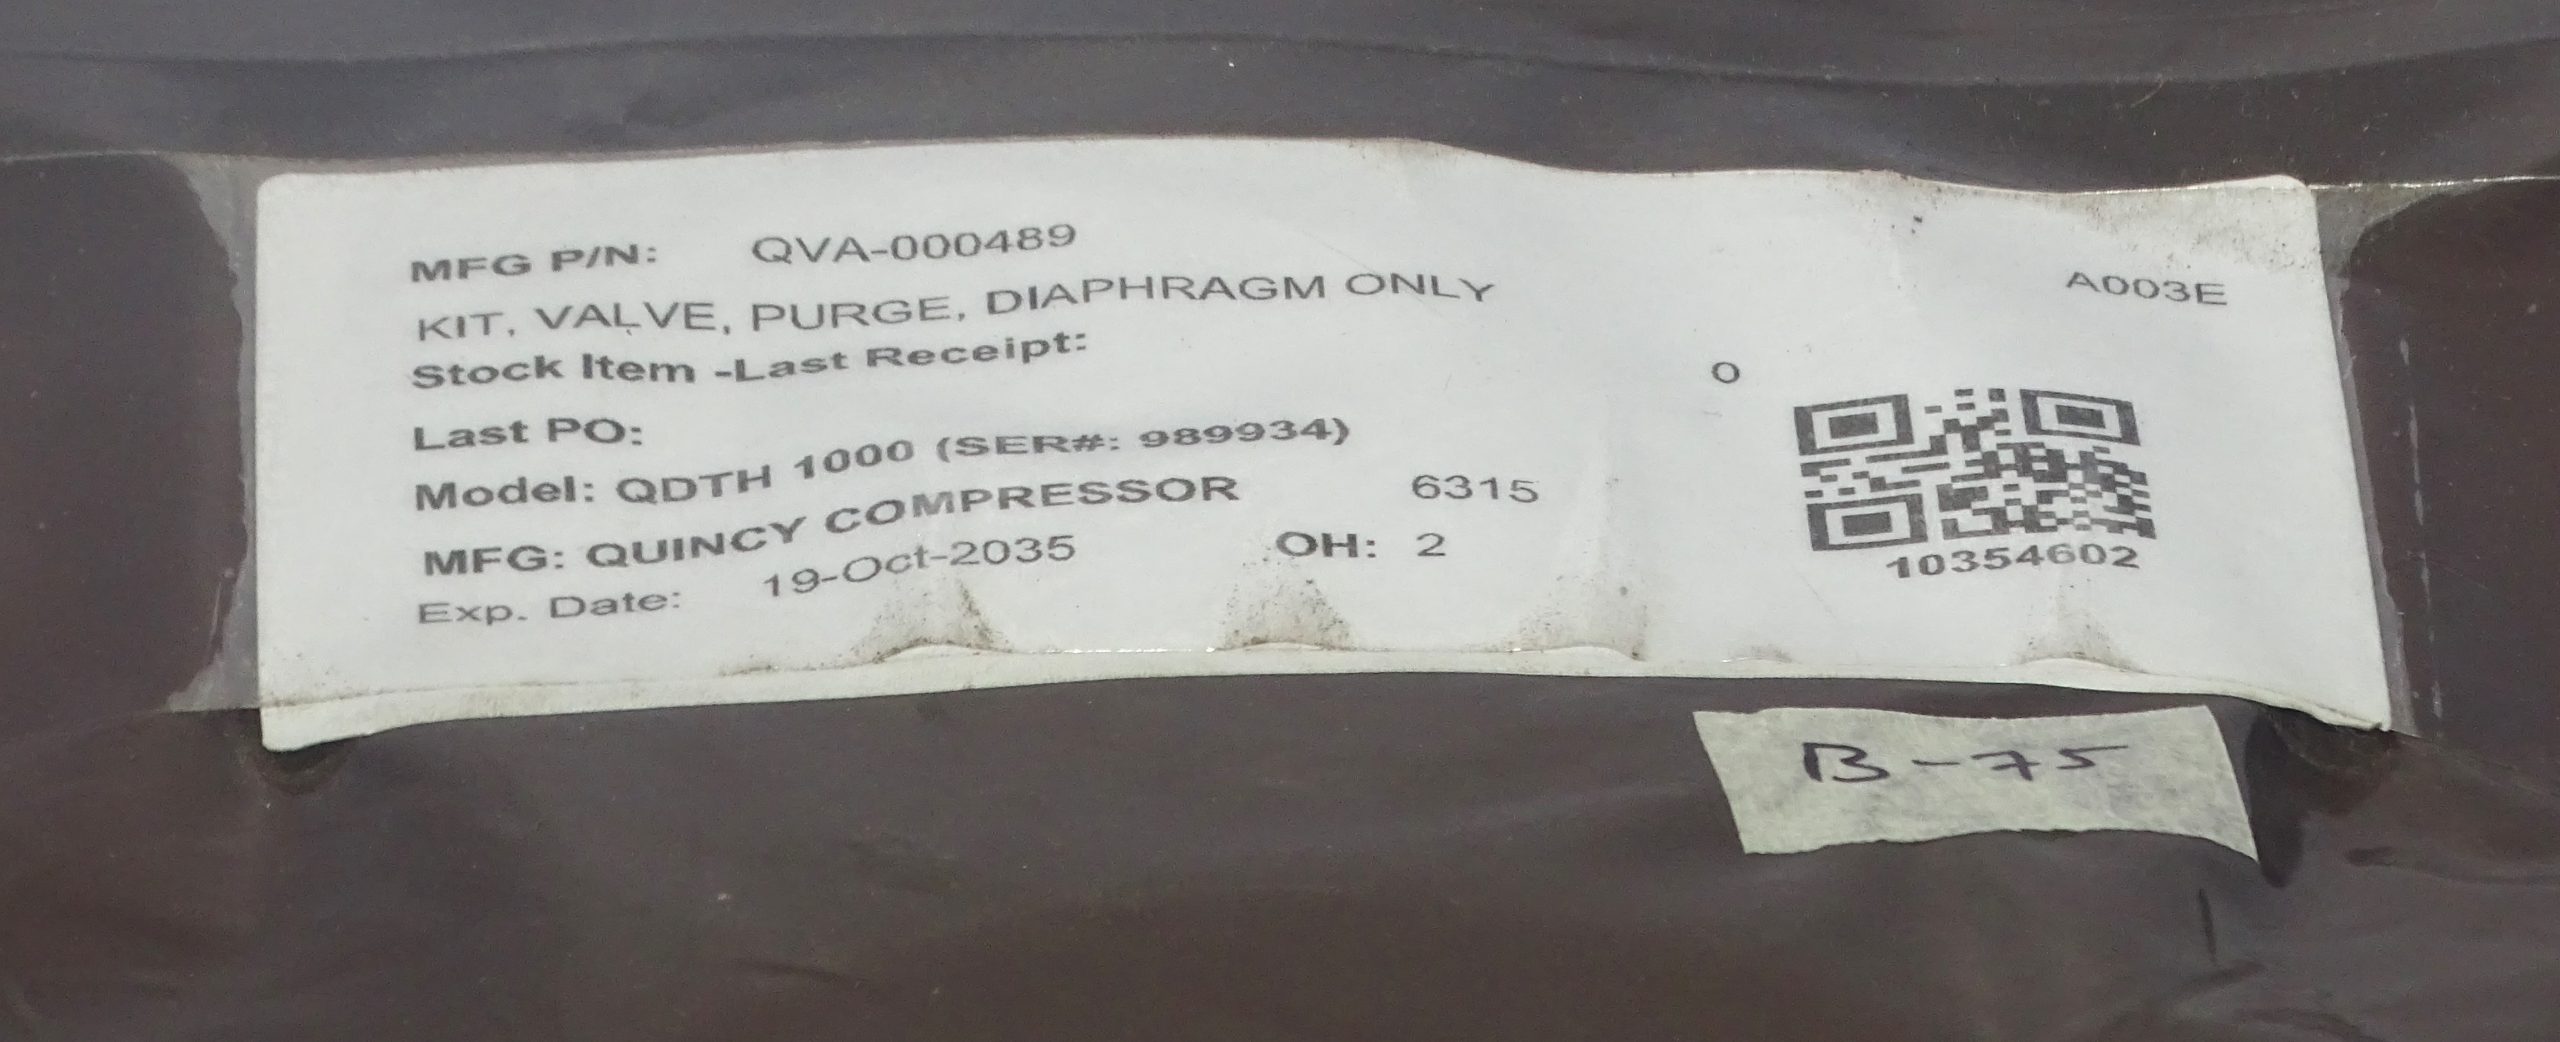 MFG P/N: QVA-000489
KIT, VALVE, PURGE, DIAPHRAGM ONLY
A003E
Stock Item -Last Receipt:
0
Last PO:
Model: QDTH 1000 (SER#: 989934)
MFG: QUINCY COMPRESSOR 6315
Exp. Date: 19-Oct-2035 OH: 2
10354602
B-75